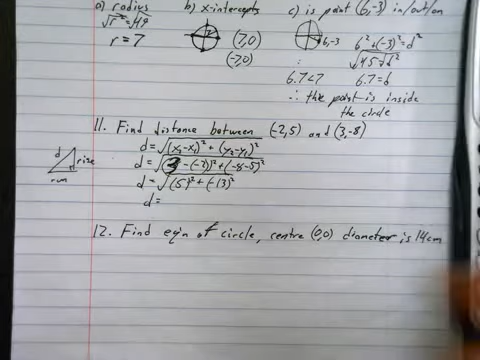 a) radius b) x-intercepts c) is point (6,-3) in/out/on
√r² = √49 6² + (-3)² = d²
r = 7 (7,0) 6,-3 √45 = √d²
(-7,0) 6.7 < 7 6.7 = d
∴ the point is inside
the circle
11. Find distance between (-2,5) and (3,-8)
d = √(x₂-x₁)² + (y₂-y₁)²
d rise d = √(3-(-2))² + (-8-5)²
run d = √(5)² + (-13)²
d =
12. Find eq'n of circle, centre (0,0) diameter is 14cm